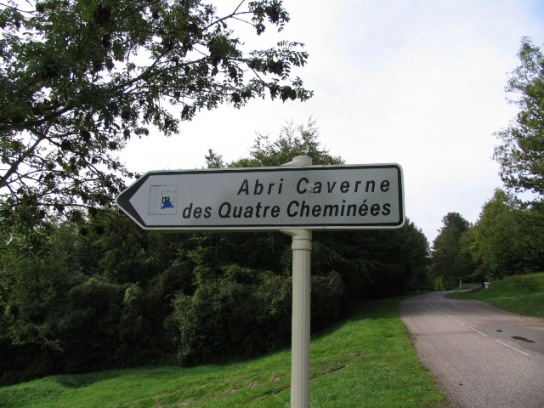 Abri Caverne
des Quatre Cheminées